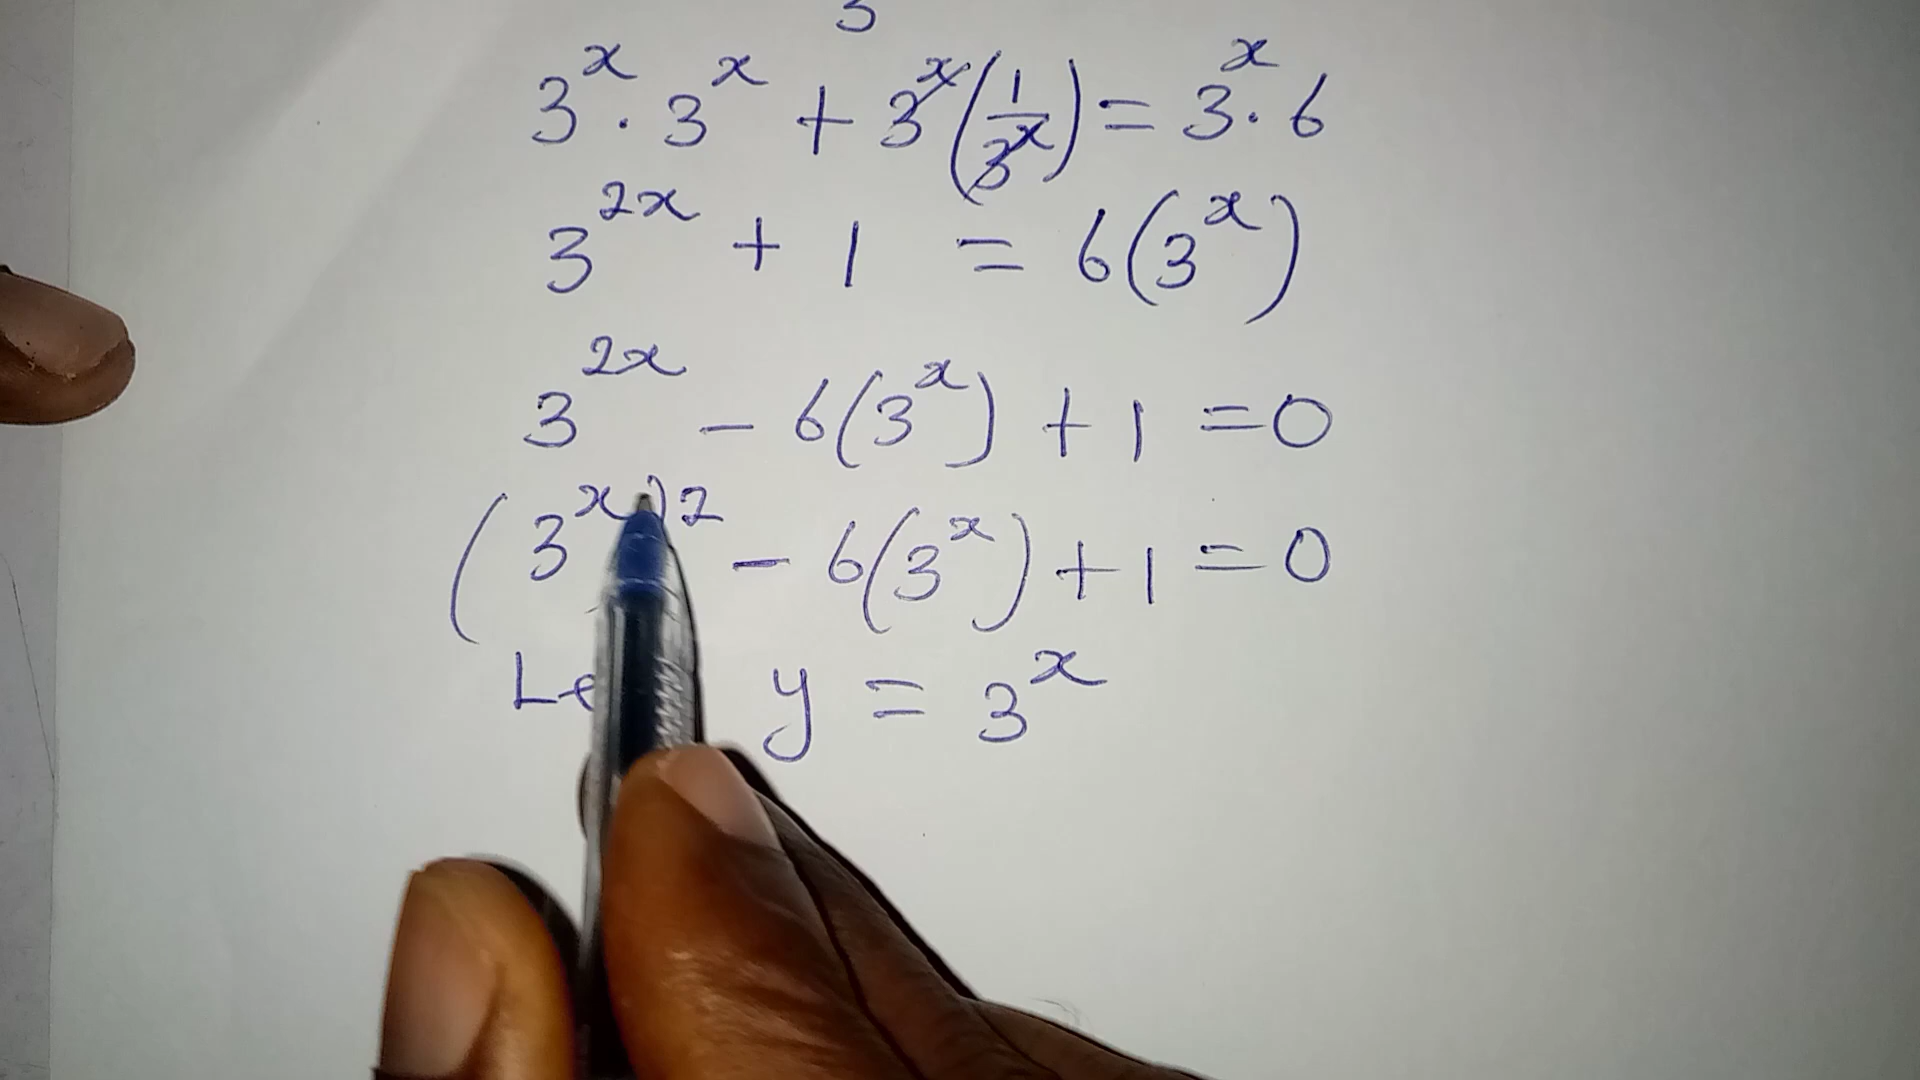 3
3^x · 3^x + 3^x (1/3^x) = 3^x · 6
3^2x + 1 = 6(3^x)
3^2x - 6(3^x) + 1 = 0
(3^x)^2 - 6(3^x) + 1 = 0
y = 3^x